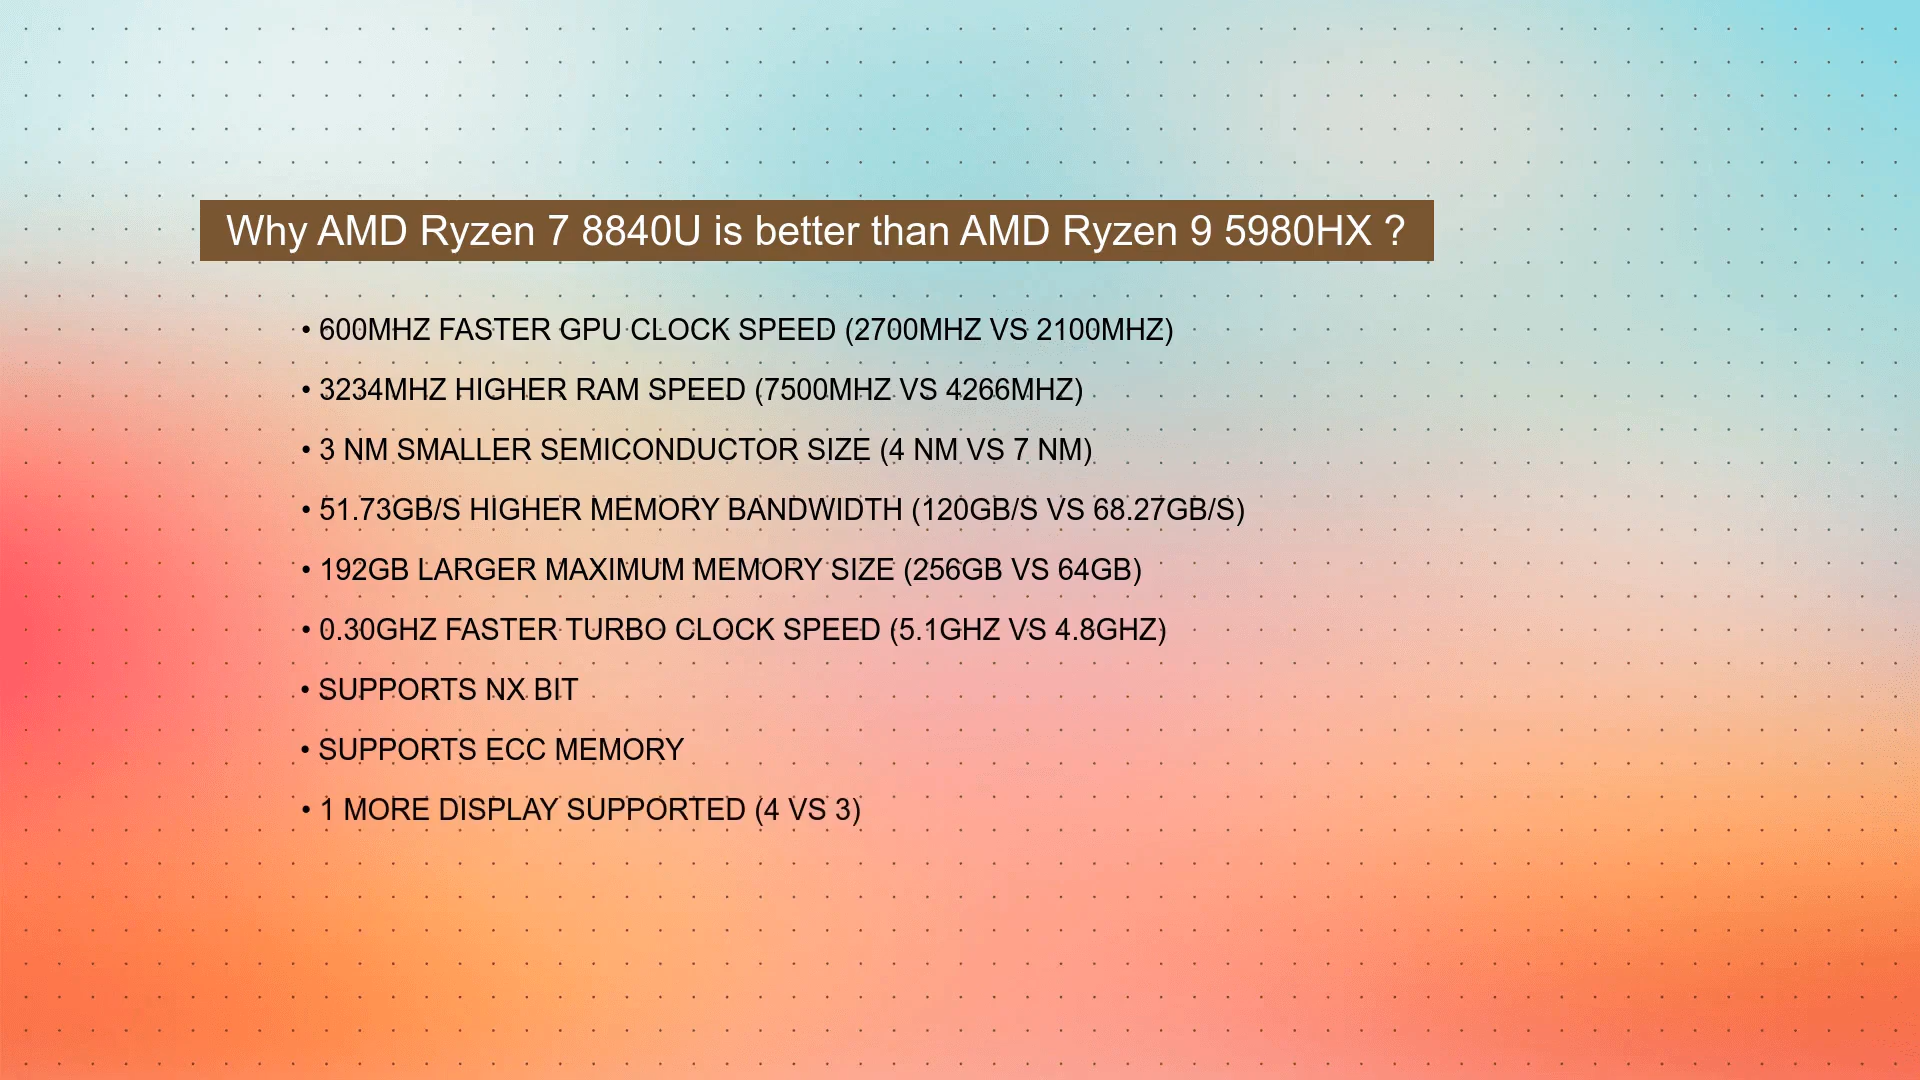 Why AMD Ryzen 7 8840U is better than AMD Ryzen 9 5980HX ?
• 600MHZ FASTER GPU CLOCK SPEED (2700MHZ VS 2100MHZ)
• 3234MHZ HIGHER RAM SPEED (7500MHZ VS 4266MHZ)
• 3 NM SMALLER SEMICONDUCTOR SIZE (4 NM VS 7 NM)
• 51.73GB/S HIGHER MEMORY BANDWIDTH (120GB/S VS 68.27GB/S)
• 192GB LARGER MAXIMUM MEMORY SIZE (256GB VS 64GB)
• 0.30GHZ FASTER TURBO CLOCK SPEED (5.1GHZ VS 4.8GHZ)
• SUPPORTS NX BIT
• SUPPORTS ECC MEMORY
• 1 MORE DISPLAY SUPPORTED (4 VS 3)